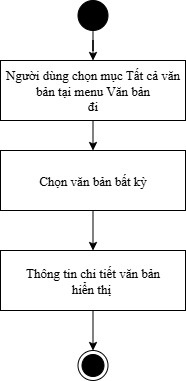 Người dùng chọn mục Tất cả văn
bản tại menu Văn bản
đi
Chọn văn bản bất kỳ
Thông tin chi tiết văn bản
hiển thị